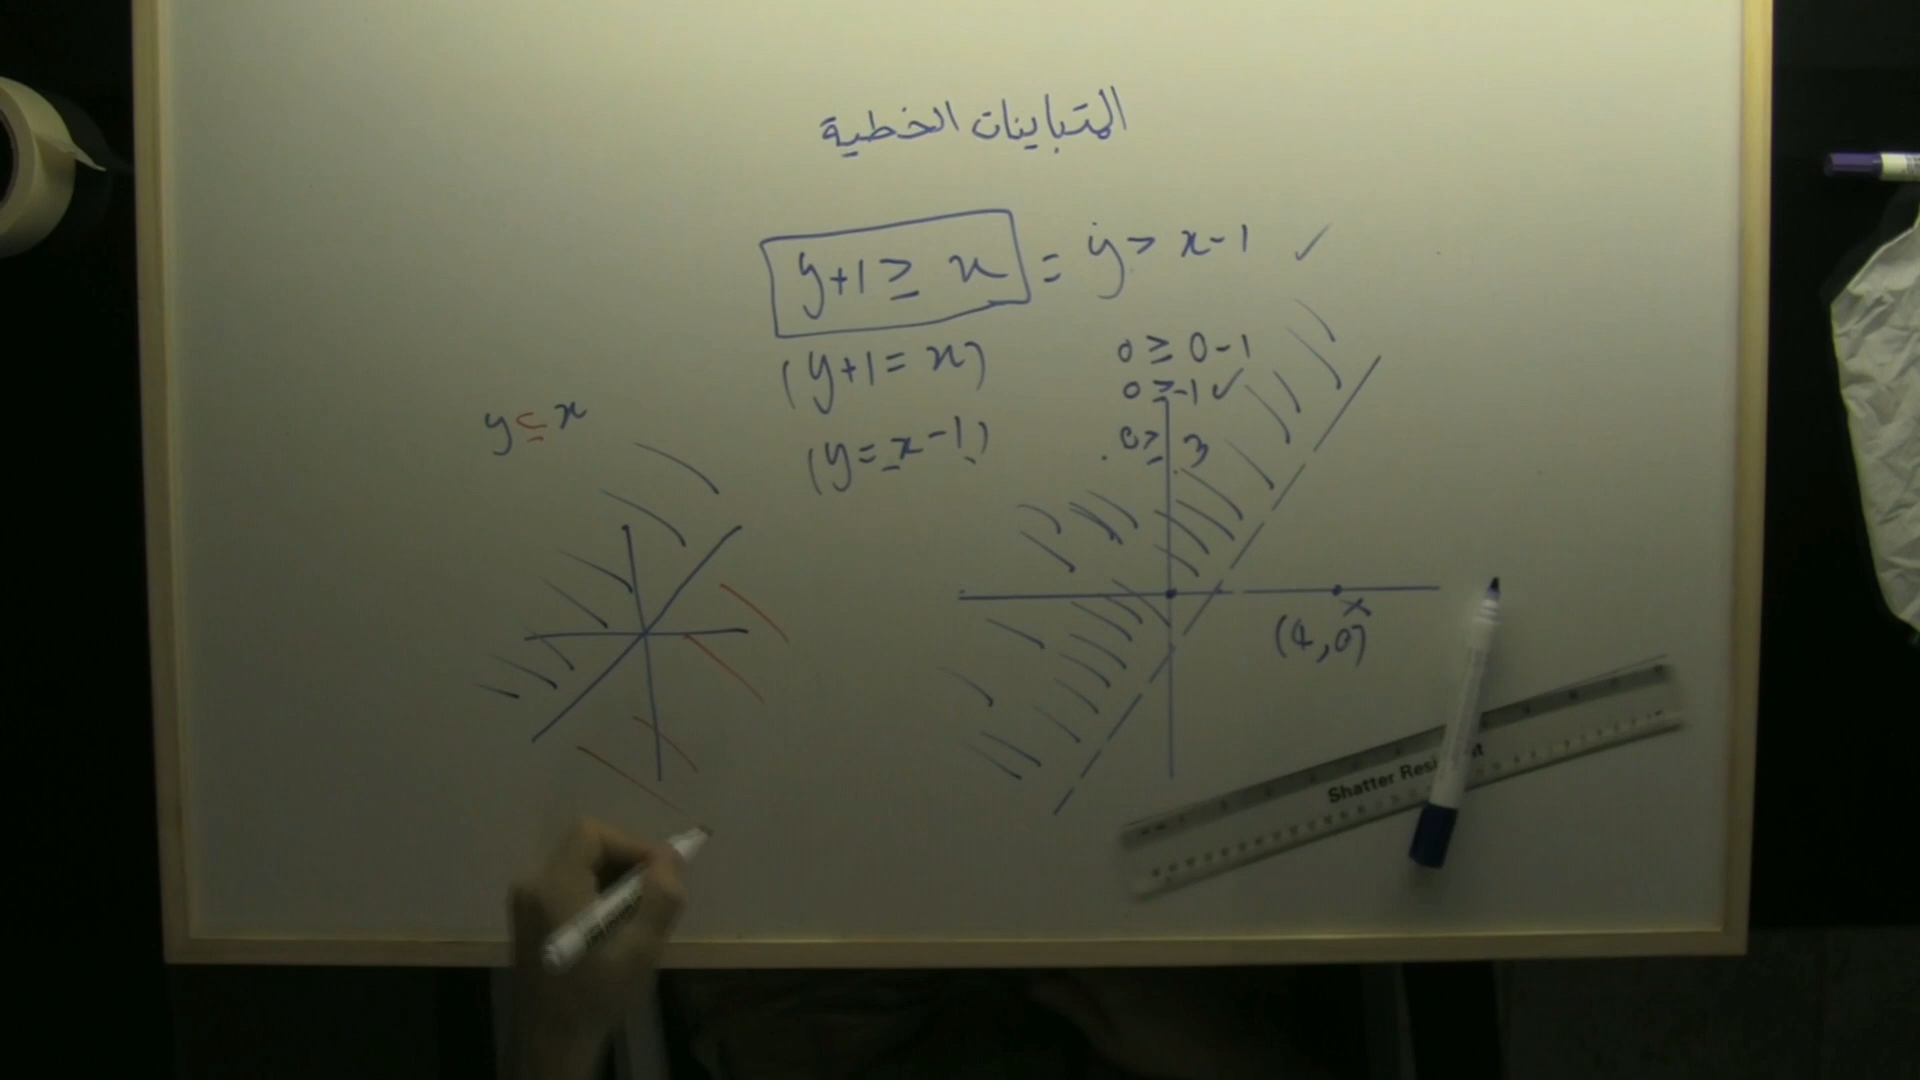 المتباينات الخطية
y+1 ≥ x = y > x-1 ✓
(y+1 = x)
0 ≥ 0-1
0 ≥ -1 ✓
y ≤ x
(y = x-1)
0 ≥ 3
(4,0)
Shatter Resi